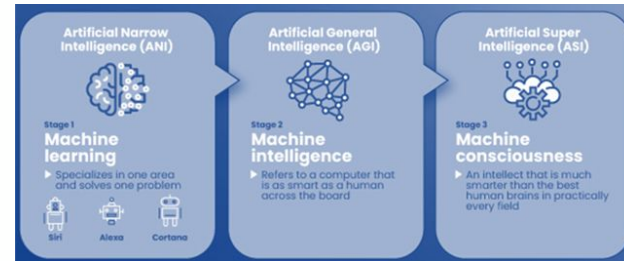 Artificial Narrow
Intelligence (ANI)
Stage 1
Machine
learning
Specializes in one area
and solves one problem
Siri
Alexa
Cortana
Artificial General
Intelligence (AGI)
Stage 2
Machine
intelligence
Refers to a computer that
is as smart as a human
across the board
Artificial Super
Intelligence (ASI)
Stage 3
Machine
consciousness
An intellect that is much
smarter than the best
human brains in practically
every field